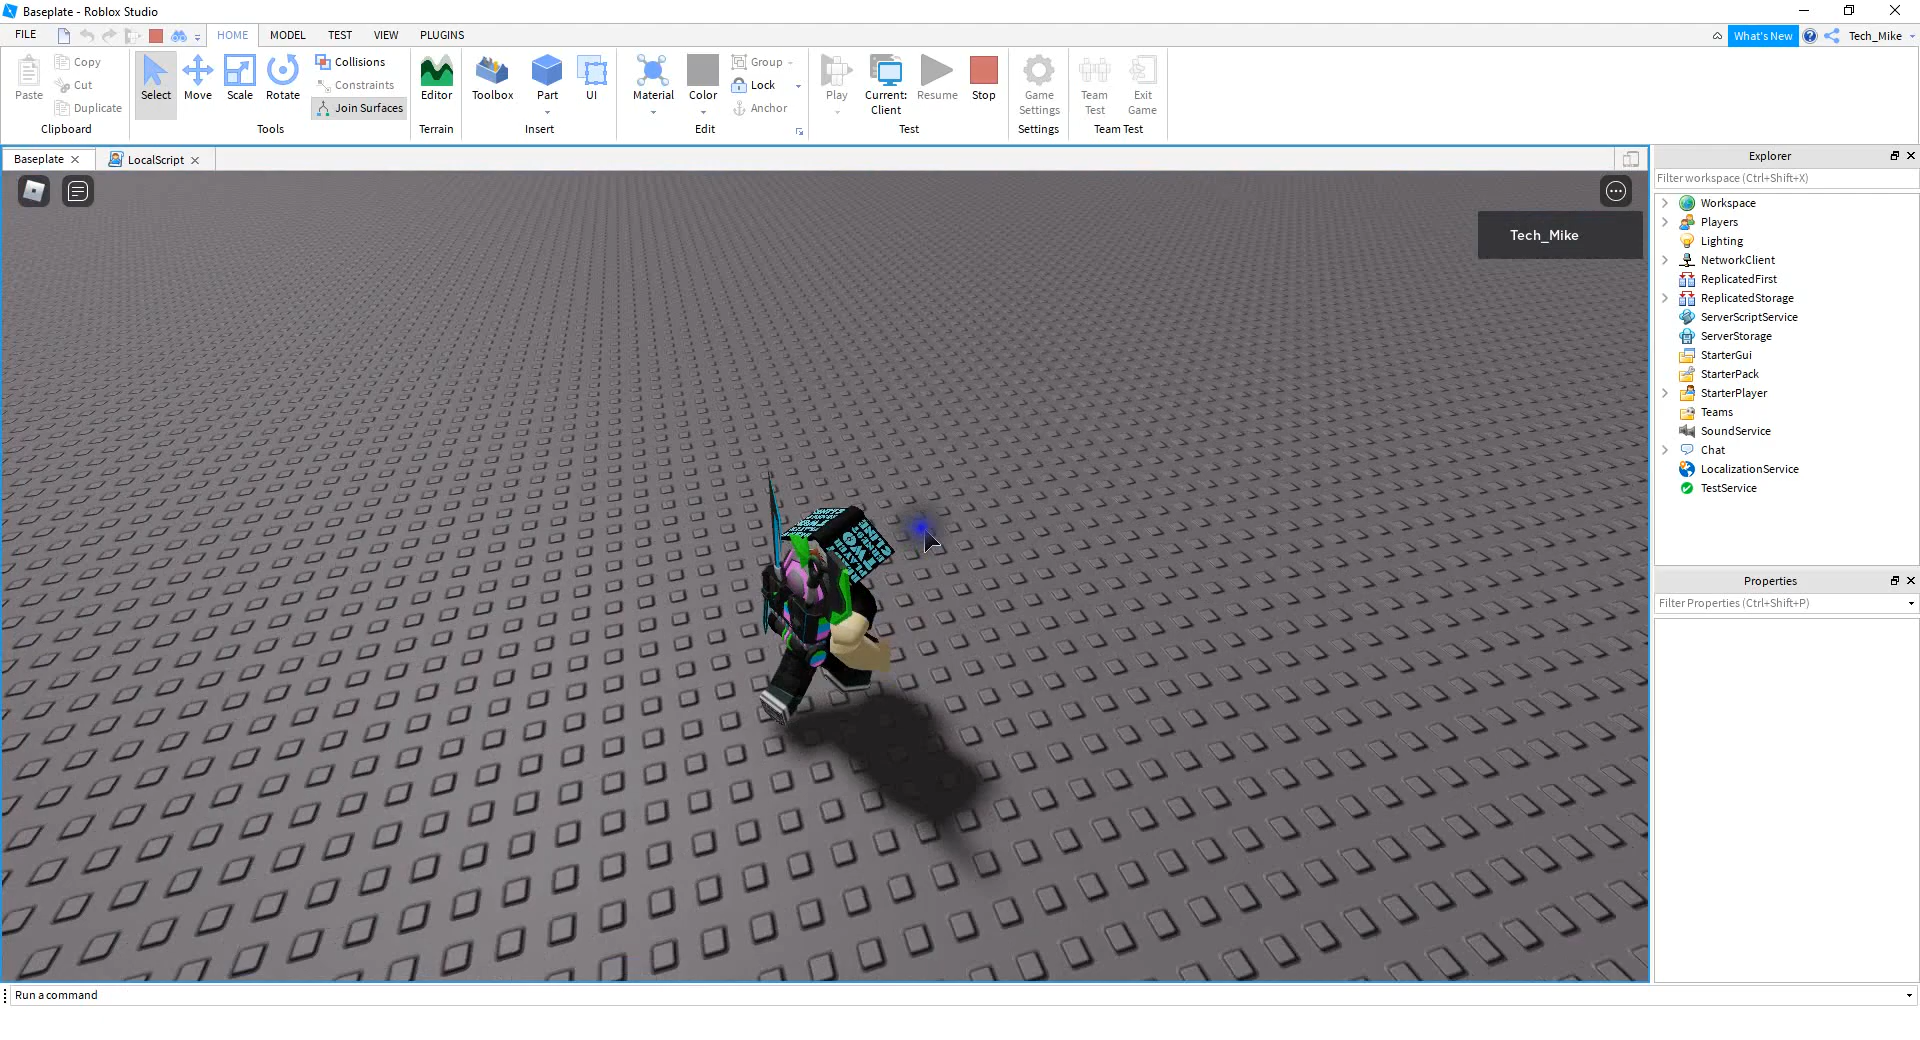 Baseplate - Roblox Studio
FILE
HOME
MODEL
TEST
VIEW
PLUGINS
What's New
Tech_Mike
Paste
Copy
Cut
Duplicate
Clipboard
Select
Move
Scale
Rotate
Collisions
Constraints
Join Surfaces
Tools
Editor
Terrain
Toolbox
Part
UI
Insert
Material
Color
Group
Lock
Anchor
Edit
Play
Current:
Client
Resume
Stop
Test
Game
Settings
Settings
Team
Test
Exit
Game
Team Test
Baseplate
LocalScript
Tech_Mike
Explorer
Filter workspace (Ctrl+Shift+X)
Workspace
Players
Lighting
NetworkClient
ReplicatedFirst
ReplicatedStorage
ServerScriptService
ServerStorage
StarterGui
StarterPack
StarterPlayer
Teams
SoundService
Chat
LocalizationService
TestService
Properties
Filter Properties (Ctrl+Shift+P)
Run a command